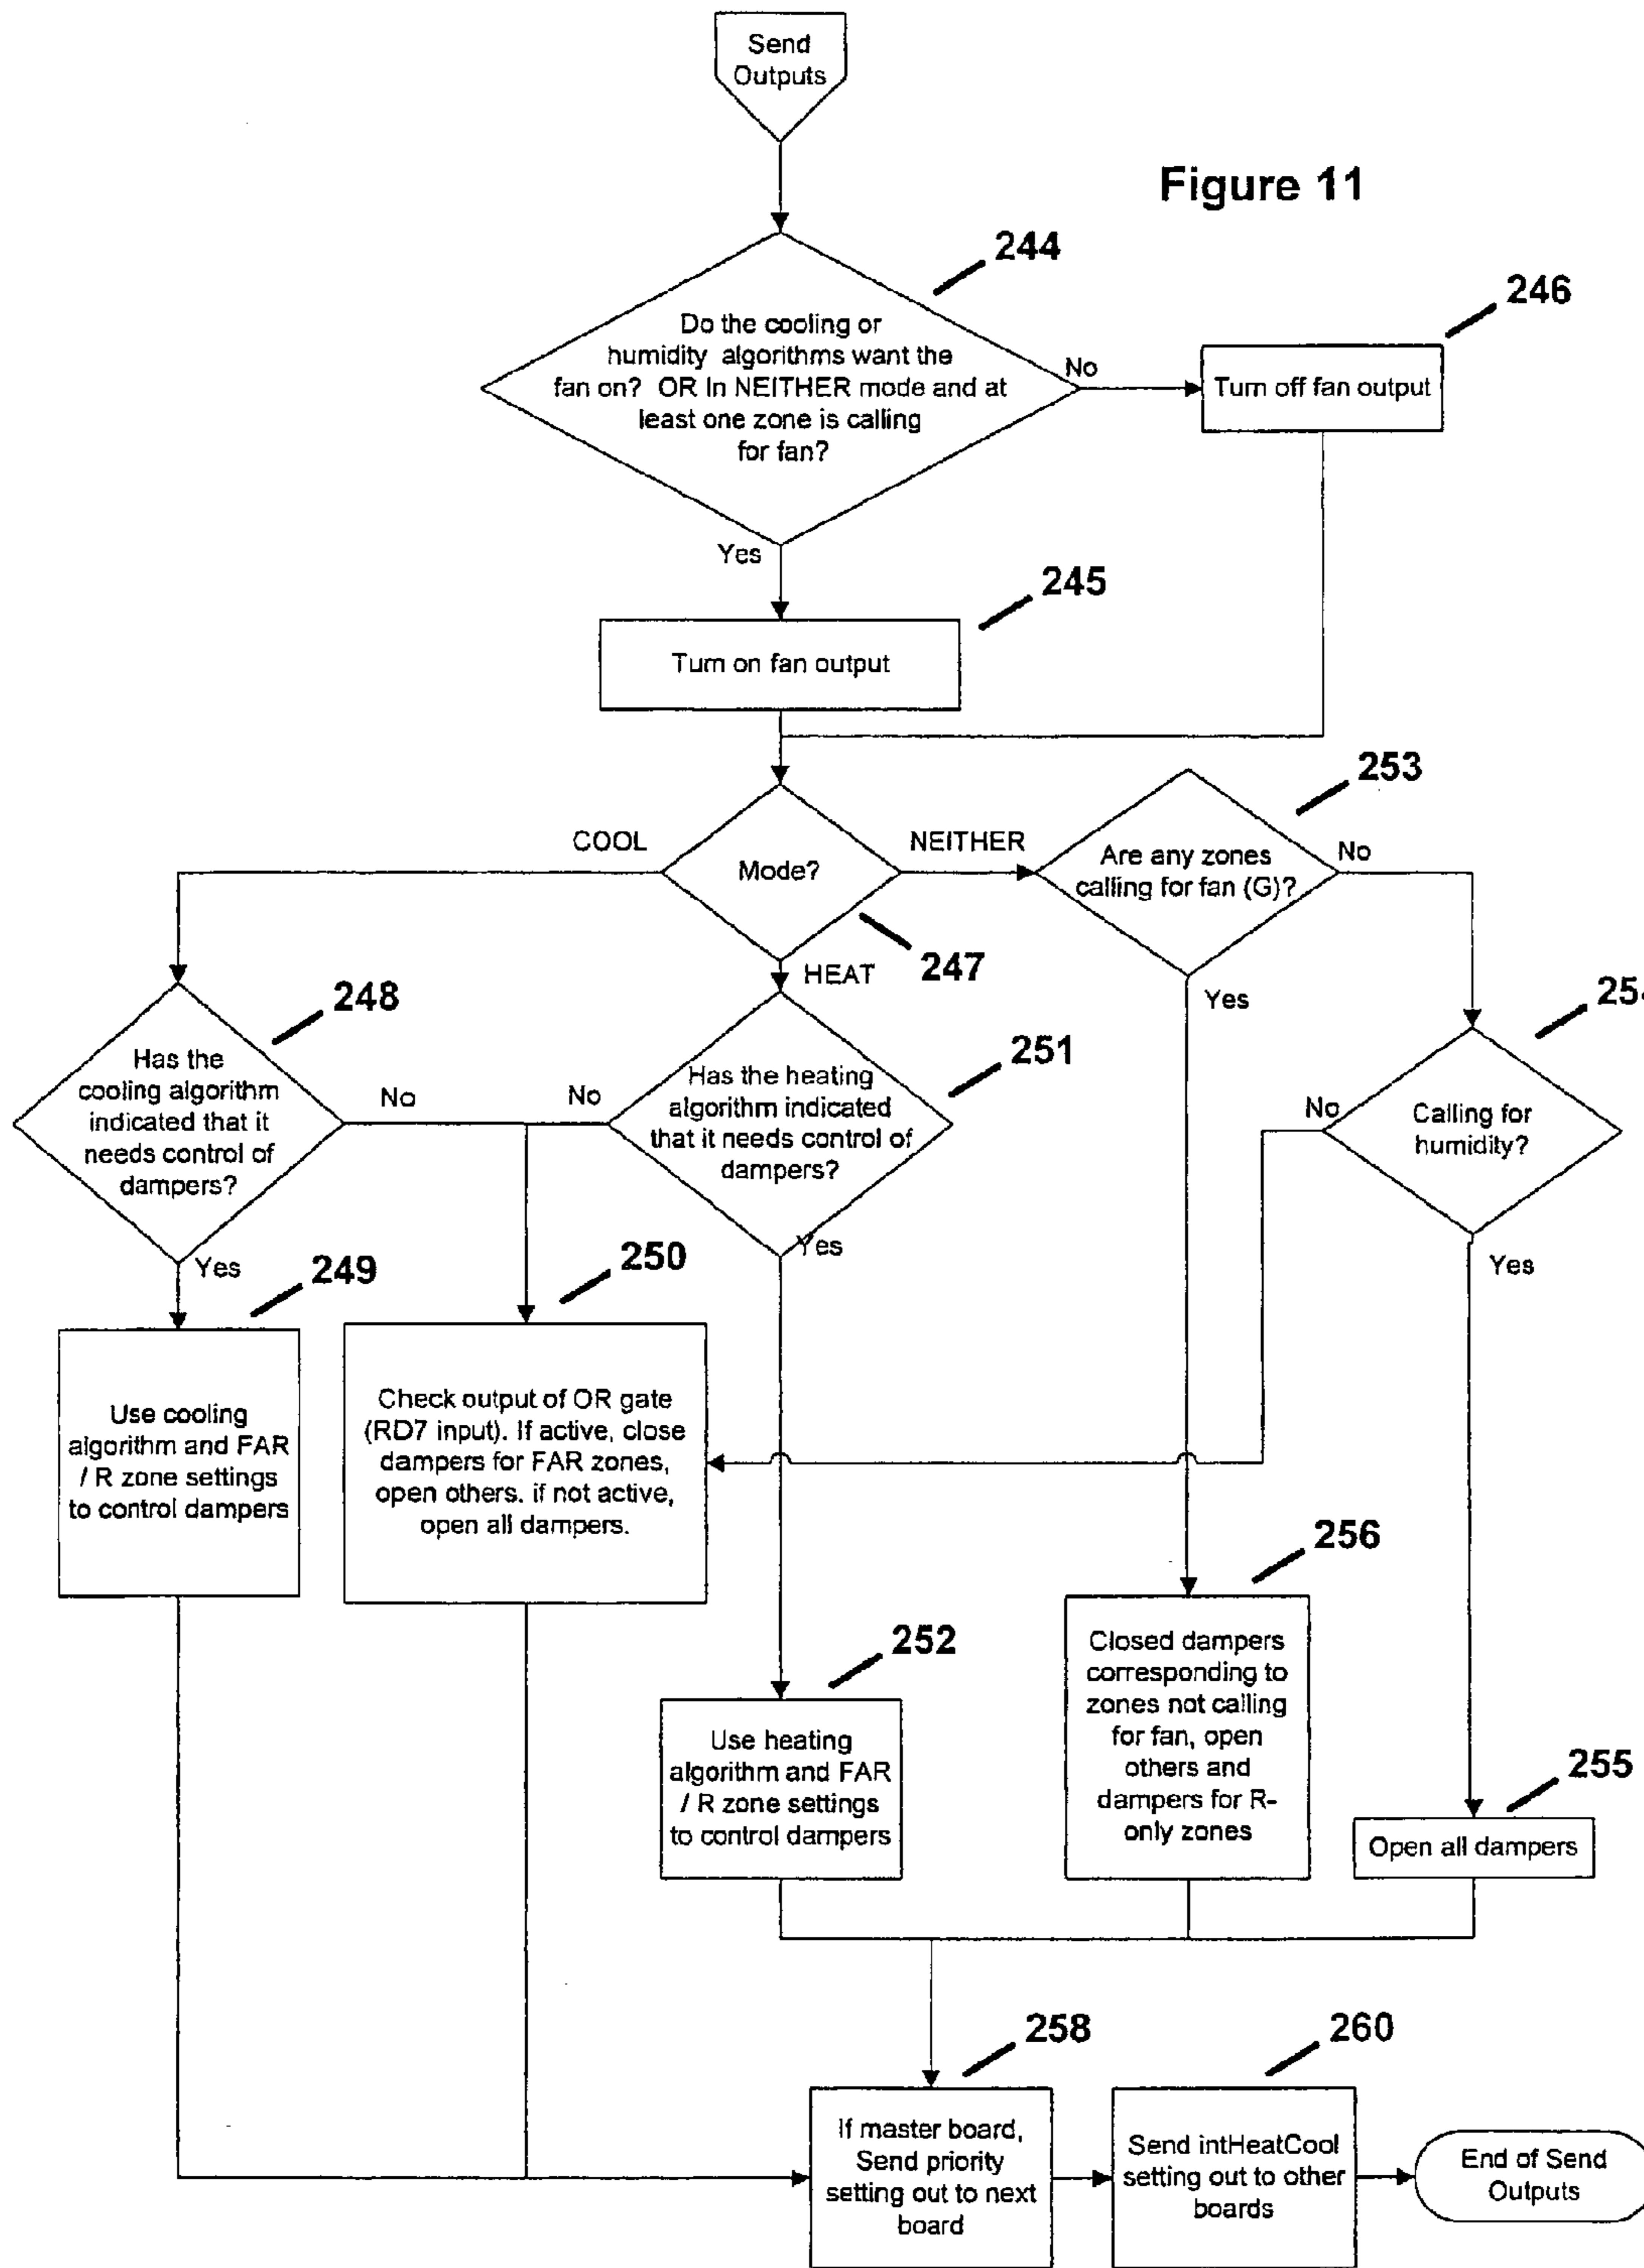 Send
Outputs
Figure 11
244
Do the cooling or
humidity algorithms want the
fan on? OR In NEITHER mode and at
least one zone is calling
for fan?
No
246
Turn off fan output
Yes
245
Turn on fan output
253
COOL
Mode?
NEITHER
Are any zones
calling for fan (G)?
No
247
HEAT
Yes
248
Has the
cooling algorithm
indicated that it
needs control of
dampers?
No
No
251
Has the heating
algorithm indicated
that it needs control of
dampers?
No
Calling for
humidity?
Yes
249
250
Yes
Yes
Use cooling
algorithm and FAR
/ R zone settings
to control dampers
Check output of OR gate
(RD7 input). If active, close
dampers for FAR zones,
open others. if not active,
open all dampers.
252
Use heating
algorithm and FAR
/ R zone settings
to control dampers
256
Closed dampers
corresponding to
zones not calling
for fan, open
others and
dampers for R-
only zones
255
Open all dampers
258
If master board,
Send priority
setting out to next
board
260
Send intHeatCool
setting out to other
boards
End of Send
Outputs